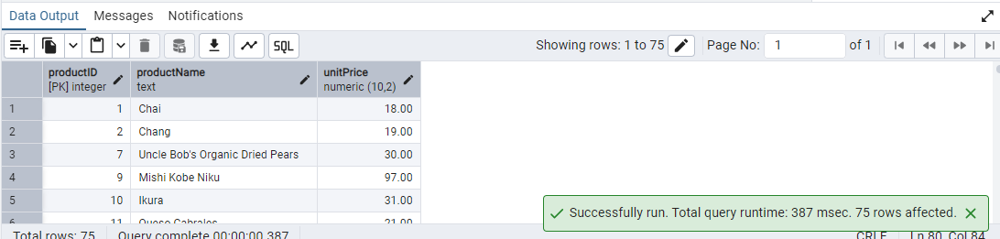 Data Output Messages Notifications
SQL Showing rows: 1 to 75 Page No: 1 of 1
productID productName unitPrice
[PK] integer text numeric (10,2)
1 1 Chai 18.00
2 2 Chang 19.00
3 7 Uncle Bob's Organic Dried Pears 30.00
4 9 Mishi Kobe Niku 97.00
5 10 Ikura 31.00
6 11 Queso Cabrales 21.00
Successfully run. Total query runtime: 387 msec. 75 rows affected.
Total rows: 75 Query complete 00:00:00.387 CRLF Ln 80, Col 84